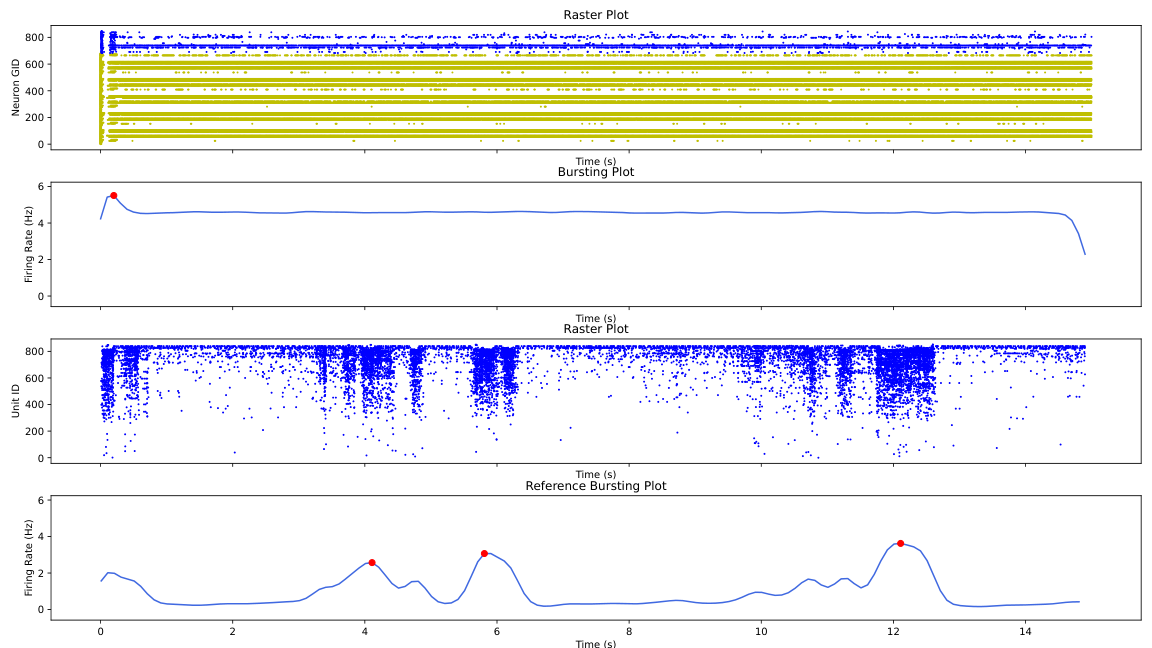 Raster Plot
800
600
400
200
0
Neuron GID
Time (s)
Bursting Plot
6
4
2
0
Firing Rate (Hz)
Time (s)
Raster Plot
800
600
400
200
0
Unit ID
Time (s)
Reference Bursting Plot
6
4
2
0
Firing Rate (Hz)
0 2 4 6 8 10 12 14
Time (s)